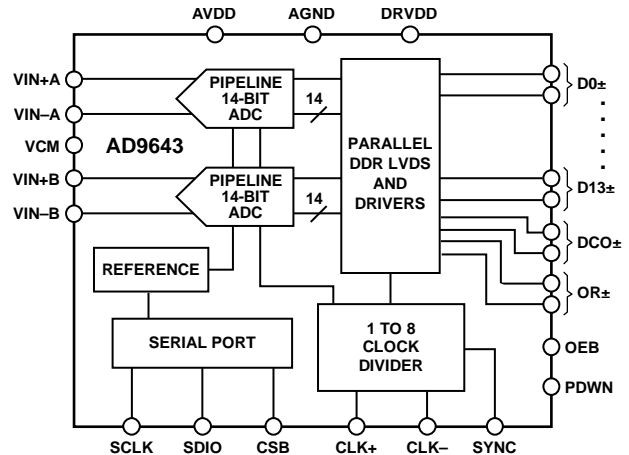 AVDD AGND DRVDD
VIN+A
VIN–A
VCM
VIN+B
VIN–B
AD9643
PIPELINE
14-BIT
ADC
14
PIPELINE
14-BIT
ADC
14
PARALLEL
DDR LVDS
AND
DRIVERS
D0±
D13±
DCO±
OR±
OEB
PDWN
REFERENCE
SERIAL PORT
1 TO 8
CLOCK
DIVIDER
SCLK SDIO CSB CLK+ CLK– SYNC